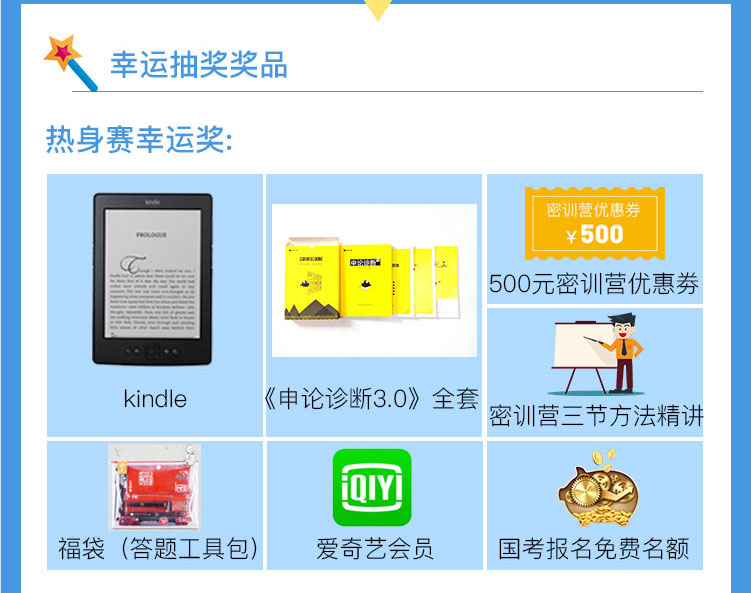 幸运抽奖奖品
热身赛幸运奖:
kindle
PROLOGUE
kindle
申论诊断
《申论诊断3.0》全套
密训营优惠券
¥500
500元密训营优惠券
密训营三节方法精讲
福袋（答题工具包）
iQIYI
爱奇艺会员
国考报名免费名额